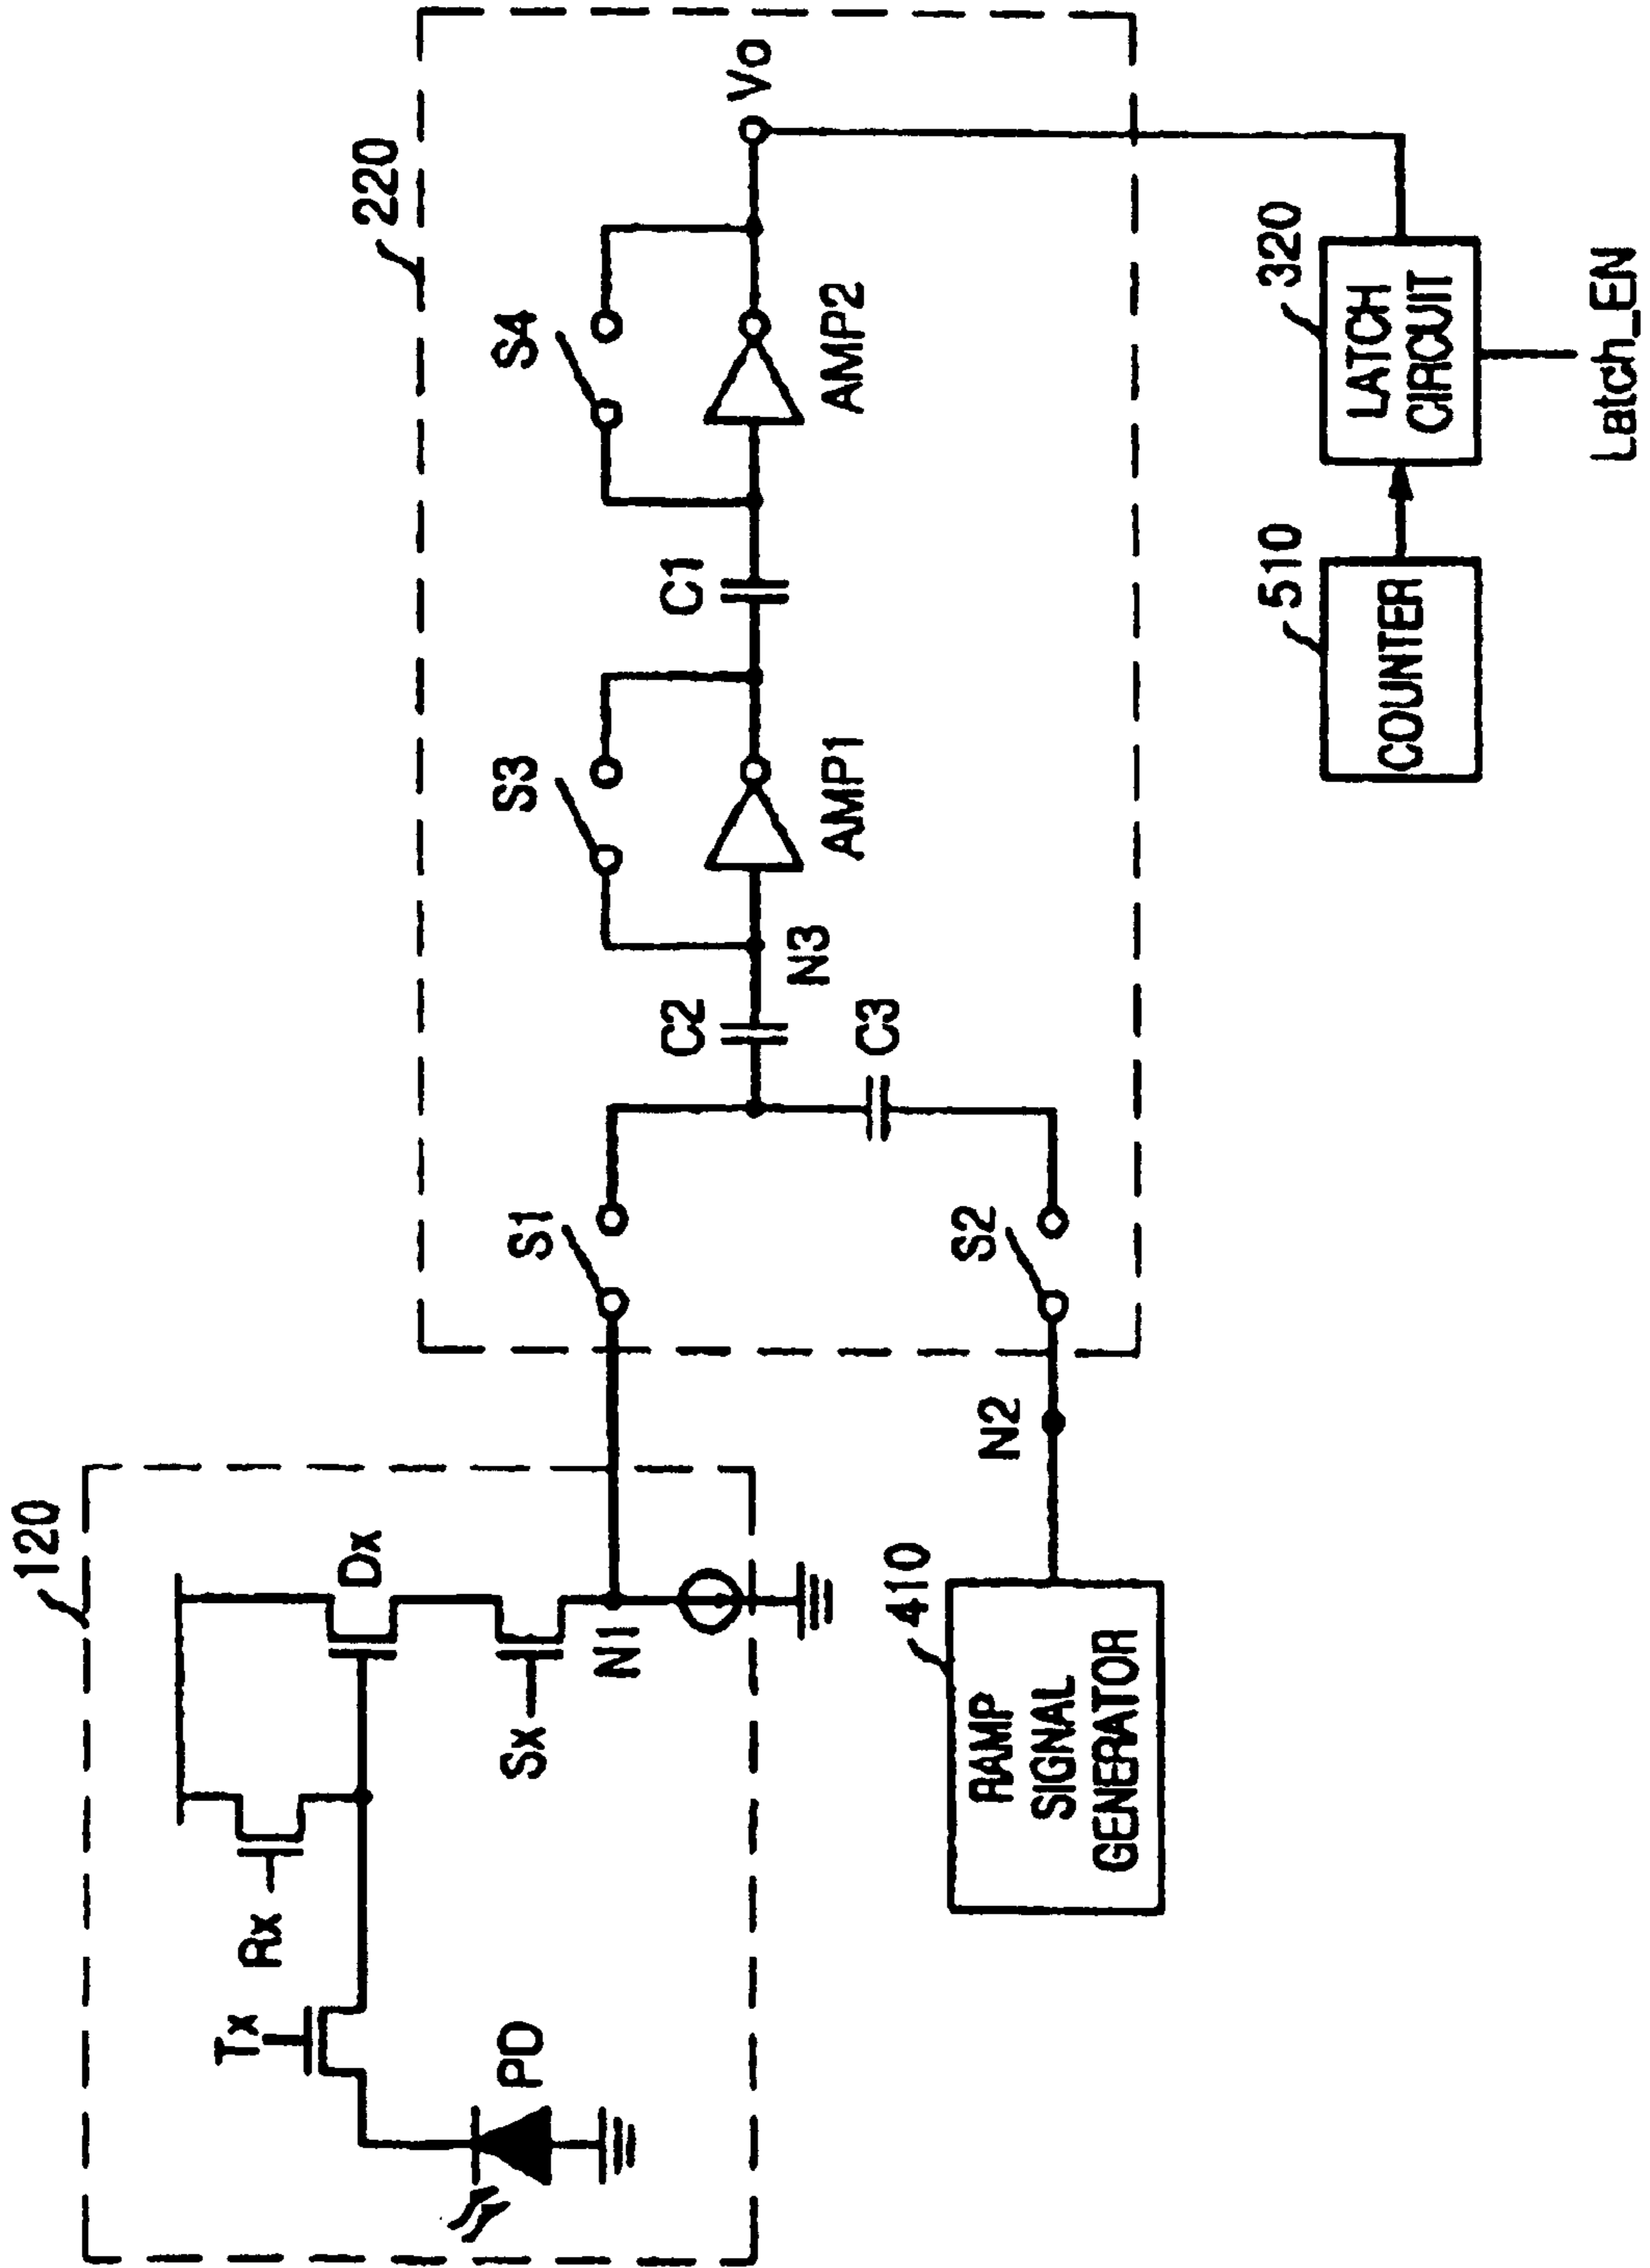 120
Tx
Rx
Dx
PD
Sx
N1
220
S1
S3
S4
C2
C1
N3
AMP1
AMP2
Vo
C3
S2
N2
410
RAMP
SIGNAL
GENERATOR
510
COUNTER
320
LATCH
CIRCUIT
Latch_EN